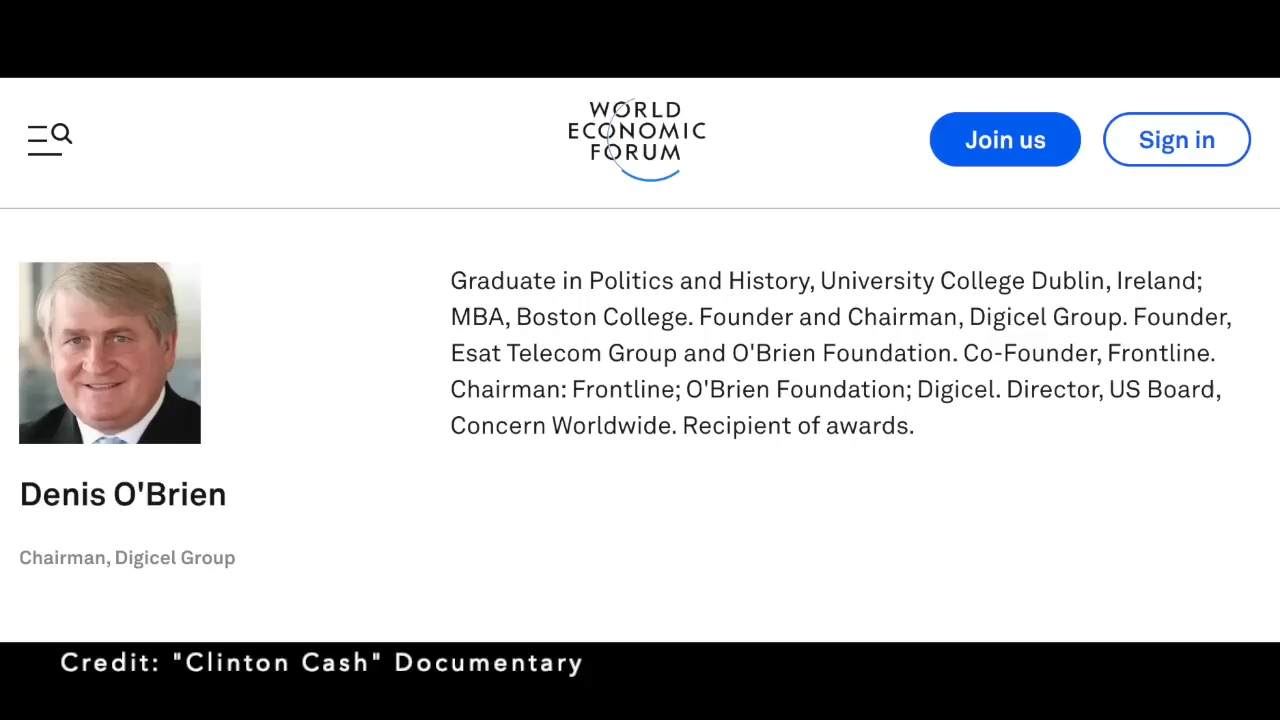 WORLD
ECONOMIC
FORUM
Join us
Sign in
Graduate in Politics and History, University College Dublin, Ireland;
MBA, Boston College. Founder and Chairman, Digicel Group. Founder,
Esat Telecom Group and O'Brien Foundation. Co-Founder, Frontline.
Chairman: Frontline; O'Brien Foundation; Digicel. Director, US Board,
Concern Worldwide. Recipient of awards.
Denis O'Brien
Chairman, Digicel Group
Credit: "Clinton Cash" Documentary